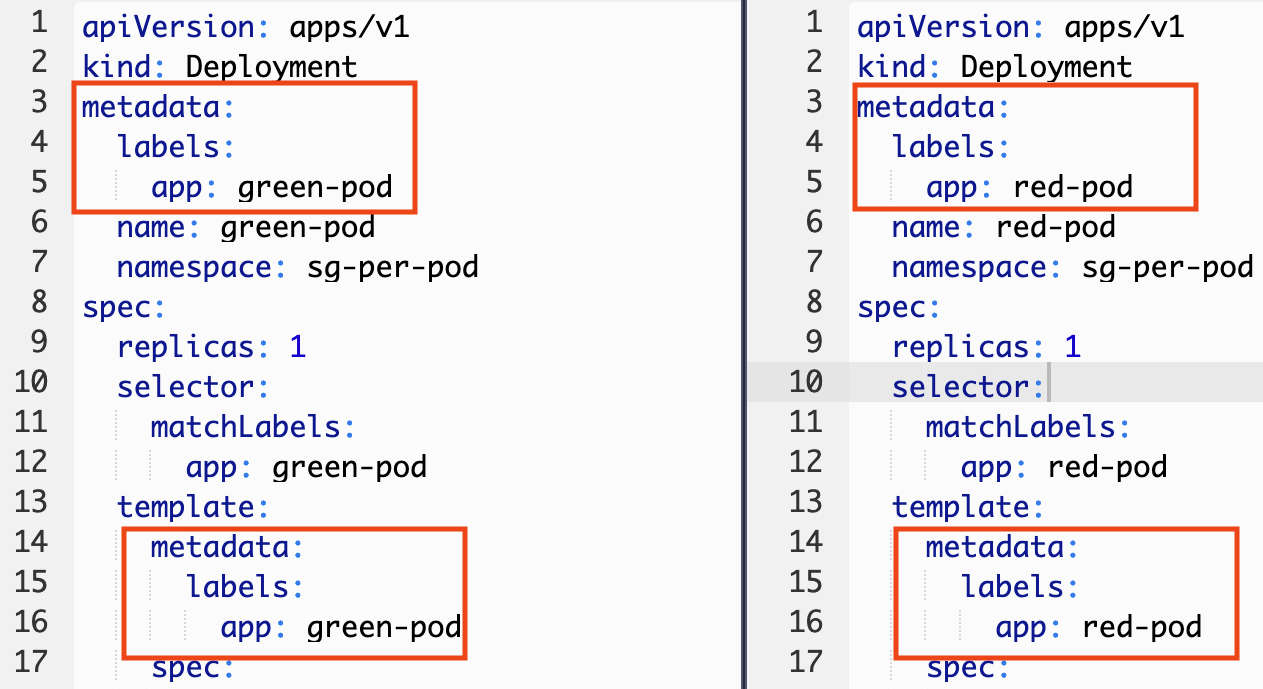 1 apiVersion: apps/v1
2 kind: Deployment
3 metadata:
4   labels:
5     app: green-pod
6   name: green-pod
7   namespace: sg-per-pod
8 spec:
9   replicas: 1
10   selector:
11     matchLabels:
12       app: green-pod
13   template:
14     metadata:
15       labels:
16         app: green-pod
17     spec:
1 apiVersion: apps/v1
2 kind: Deployment
3 metadata:
4   labels:
5     app: red-pod
6   name: red-pod
7   namespace: sg-per-pod
8 spec:
9   replicas: 1
10   selector:
11     matchLabels:
12       app: red-pod
13   template:
14     metadata:
15       labels:
16         app: red-pod
17     spec: